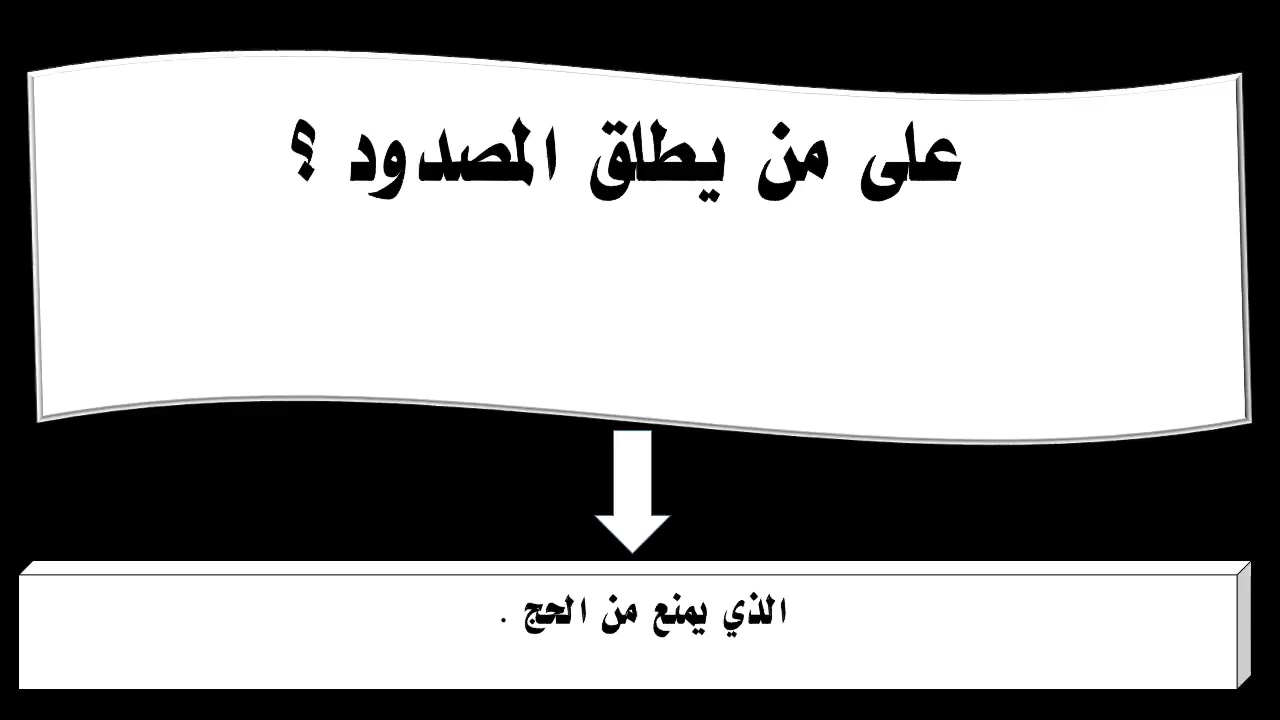 على من يطلق المصدود ؟
الذي يمنع من الحج .